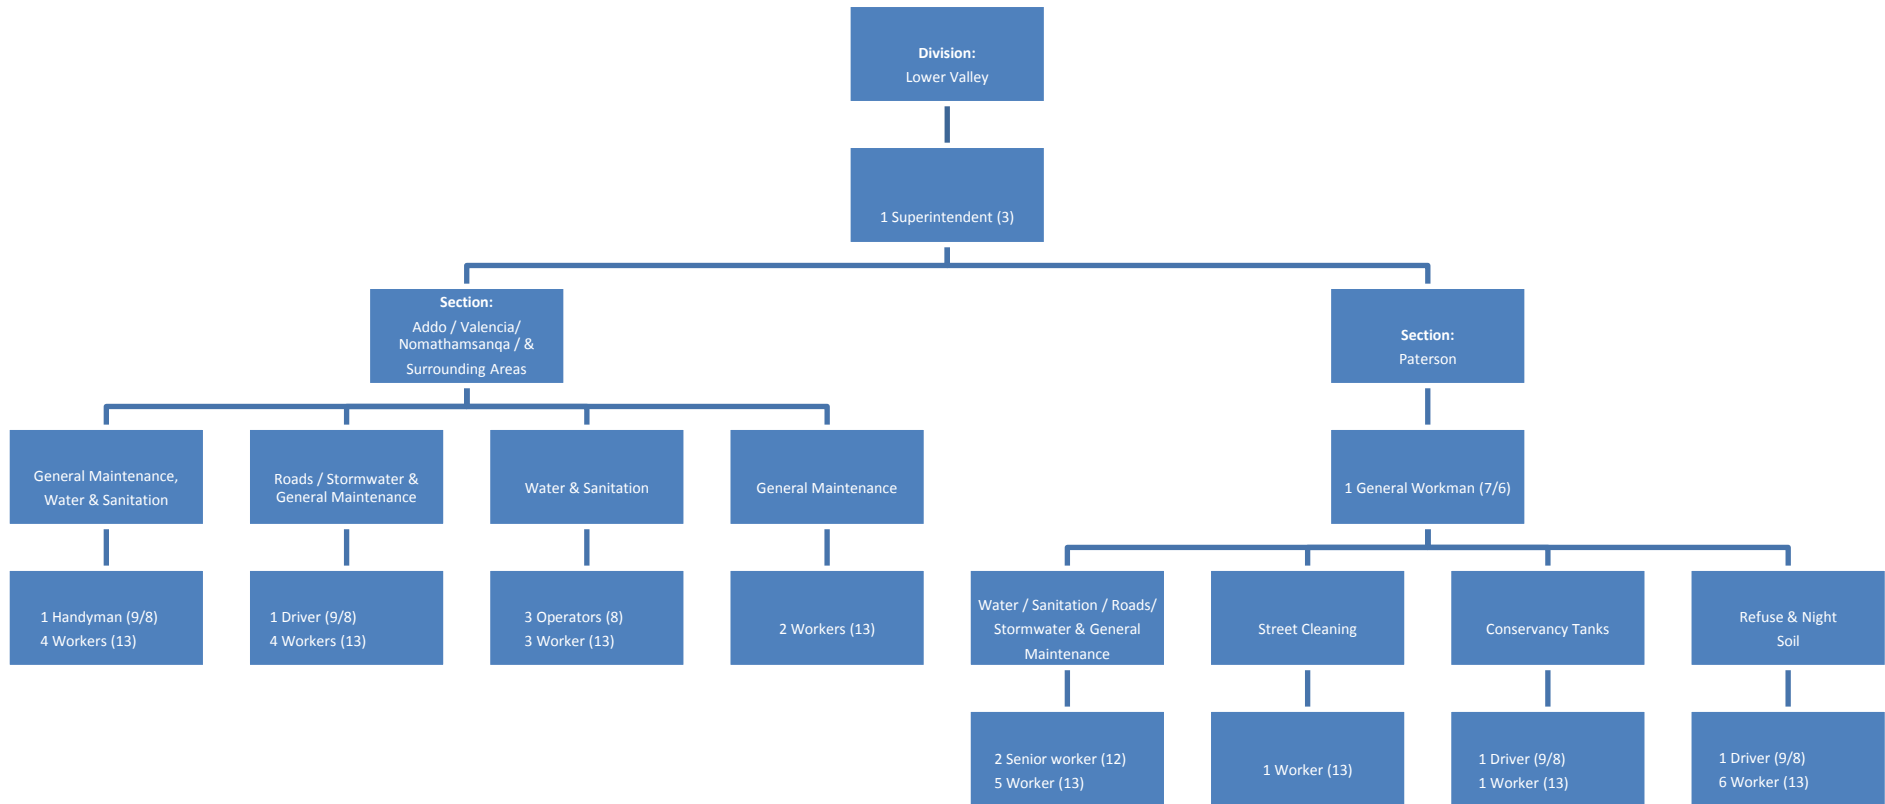 Division:
Lower Valley
1 Superintendent (3)
Section:
Addo / Valencia/
Nomathamsanqa / &
Surrounding Areas
Section:
Paterson
General Maintenance,
Water & Sanitation
Roads / Stormwater &
General Maintenance
Water & Sanitation
General Maintenance
1 General Workman (7/6)
1 Handyman (9/8)
4 Workers (13)
1 Driver (9/8)
4 Workers (13)
3 Operators (8)
3 Worker (13)
2 Workers (13)
Water / Sanitation / Roads/
Stormwater & General
Maintenance
Street Cleaning
Conservancy Tanks
Refuse & Night
Soil
2 Senior worker (12)
5 Worker (13)
1 Worker (13)
1 Driver (9/8)
1 Worker (13)
1 Driver (9/8)
6 Worker (13)